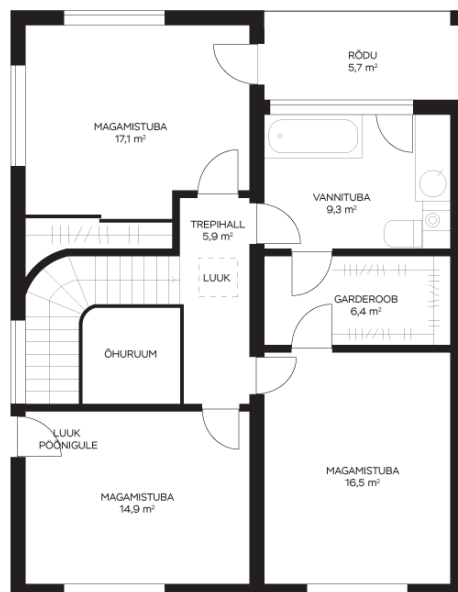 RÕDU
5,7 m²
MAGAMISTUBA
17,1 m²
VANNITUBA
9,3 m²
TREPIHALL
5,9 m²
LUUK
GARDEROOB
6,4 m²
ÕHURUUM
LUUK
PÖÖNIGULE
MAGAMISTUBA
14,9 m²
MAGAMISTUBA
16,5 m²